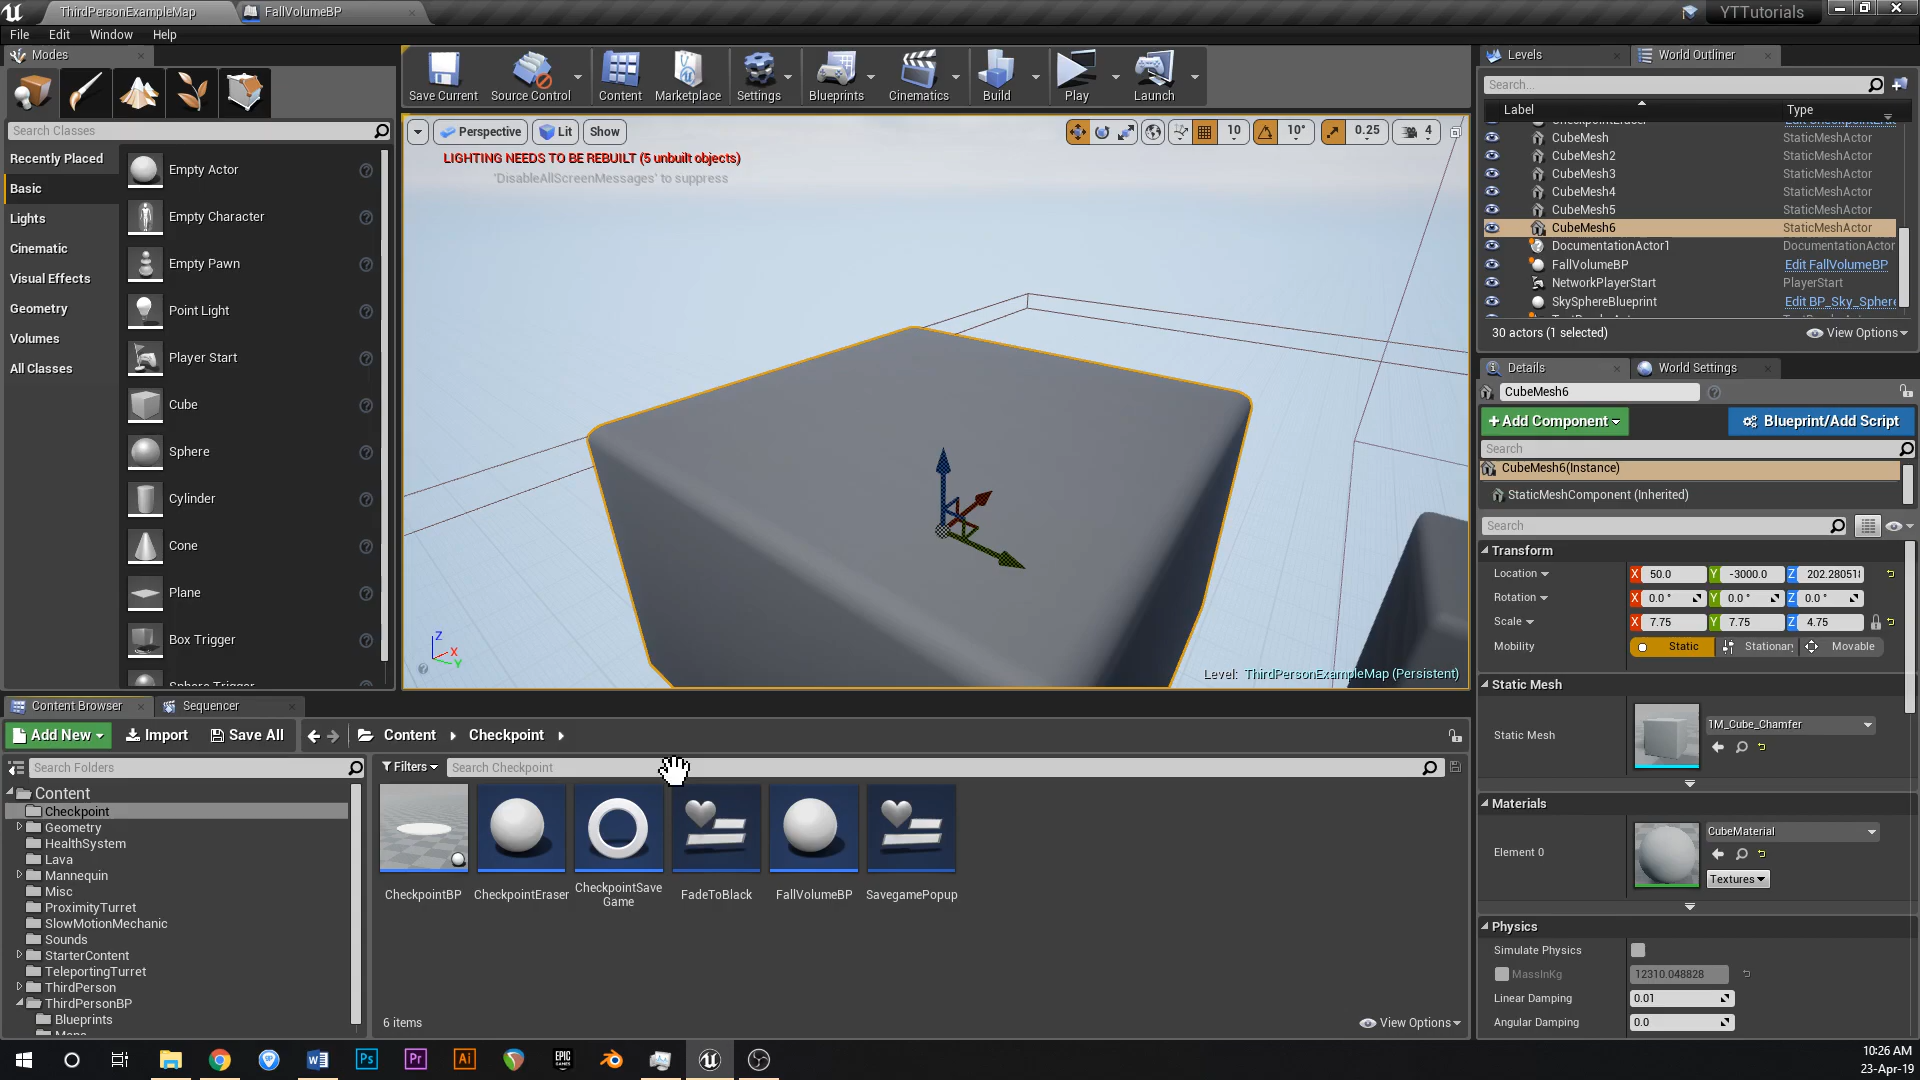 ThirdPersonExampleMap
FallVolumeBP
YTTutorials
File Edit Window Help
Modes
Search Classes
Recently Placed
Basic
Lights
Cinematic
Visual Effects
Geometry
Volumes
All Classes
Empty Actor
Empty Character
Empty Pawn
Point Light
Player Start
Cube
Sphere
Cylinder
Cone
Plane
Box Trigger
Sphere Trigger
Save Current
Source Control
Content
Marketplace
Settings
Blueprints
Cinematics
Build
Play
Launch
Perspective
Lit
Show
10
10°
0.25
4
LIGHTING NEEDS TO BE REBUILT (5 unbuilt objects)
'DisableAllScreenMessages' to suppress
Z
X
Y
Level: ThirdPersonExampleMap (Persistent)
Levels
World Outliner
Search...
Label
Type
CubeMesh StaticMeshActor
CubeMesh2 StaticMeshActor
CubeMesh3 StaticMeshActor
CubeMesh4 StaticMeshActor
CubeMesh5 StaticMeshActor
CubeMesh6 StaticMeshActor
DocumentationActor1 DocumentationActor
FallVolumeBP Edit FallVolumeBP
NetworkPlayerStart PlayerStart
SkySphereBlueprint Edit BP_Sky_Sphere
30 actors (1 selected)
View Options
Details
World Settings
CubeMesh6
+Add Component
Blueprint/Add Script
Search
CubeMesh6(Instance)
StaticMeshComponent (Inherited)
Search
Transform
Location X 50.0 Y -3000.0 Z 202.280518
Rotation X 0.0 ° Y 0.0 ° Z 0.0 °
Scale X 7.75 Y 7.75 Z 4.75
Mobility Static Stationary Movable
Static Mesh
Static Mesh
1M_Cube_Chamfer
Materials
Element 0
CubeMaterial
Textures
Physics
Simulate Physics
MassInKg 12310.048828
Linear Damping 0.01
Angular Damping 0.0
Content Browser
Sequencer
Add New
Import
Save All
Content
Checkpoint
Search Folders
Content
Checkpoint
Geometry
HealthSystem
Lava
Mannequin
Misc
ProximityTurret
SlowMotionMechanic
Sounds
StarterContent
TeleportingTurret
ThirdPerson
ThirdPersonBP
Blueprints
Filters
Search Checkpoint
CheckpointBP
CheckpointEraser
CheckpointSave
Game
FadeToBlack
FallVolumeBP
SavegamePopup
6 items
View Options
Ps
Pr
Ai
EPIC
GAMES
10:26 AM
23-Apr-19